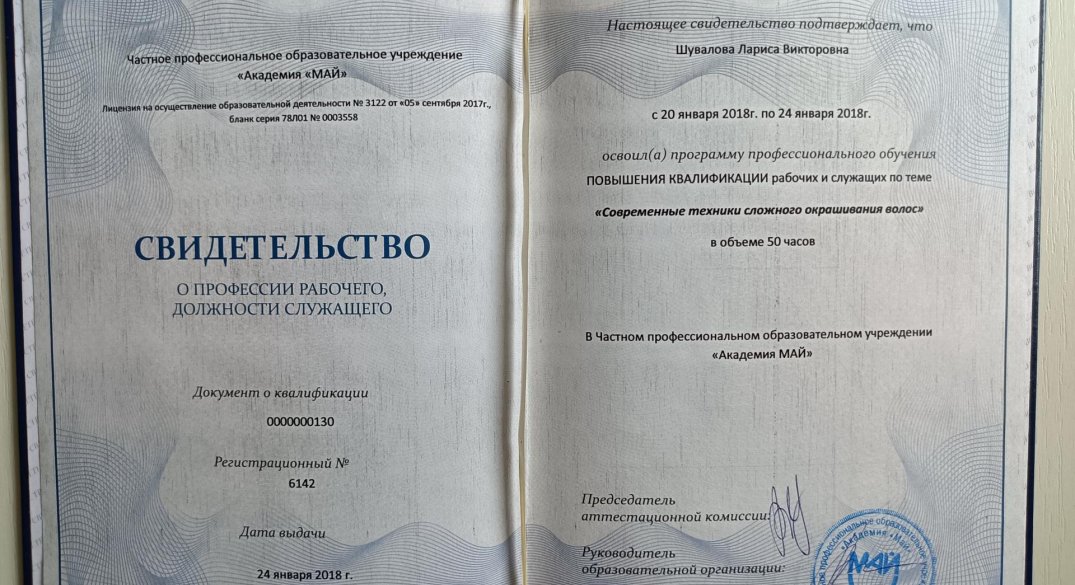 Частное профессиональное образовательное учреждение
«Академия «МАЙ»
Лицензия на осуществление образовательной деятельности № 3122 от «05» сентября 2017г.,
бланк серия 78Л01 № 0003558
СВИДЕТЕЛЬСТВО
О ПРОФЕССИИ РАБОЧЕГО,
ДОЛЖНОСТИ СЛУЖАЩЕГО
Документ о квалификации
0000000130
Регистрационный №
6142
Дата выдачи
24 января 2018 г.
Настоящее свидетельство подтверждает, что
Шувалова Лариса Викторовна
с 20 января 2018г. по 24 января 2018г.
освоил(а) программу профессионального обучения
ПОВЫШЕНИЯ КВАЛИФИКАЦИИ рабочих и служащих по теме
«Современные техники сложного окрашивания волос»
в объеме 50 часов
В Частном профессиональном образовательном учреждении
«Академия МАЙ»
Председатель
аттестационной комиссии:
Руководитель
образовательной организации:
профессиональное образовательное
«Академия «Май»
МАЙ